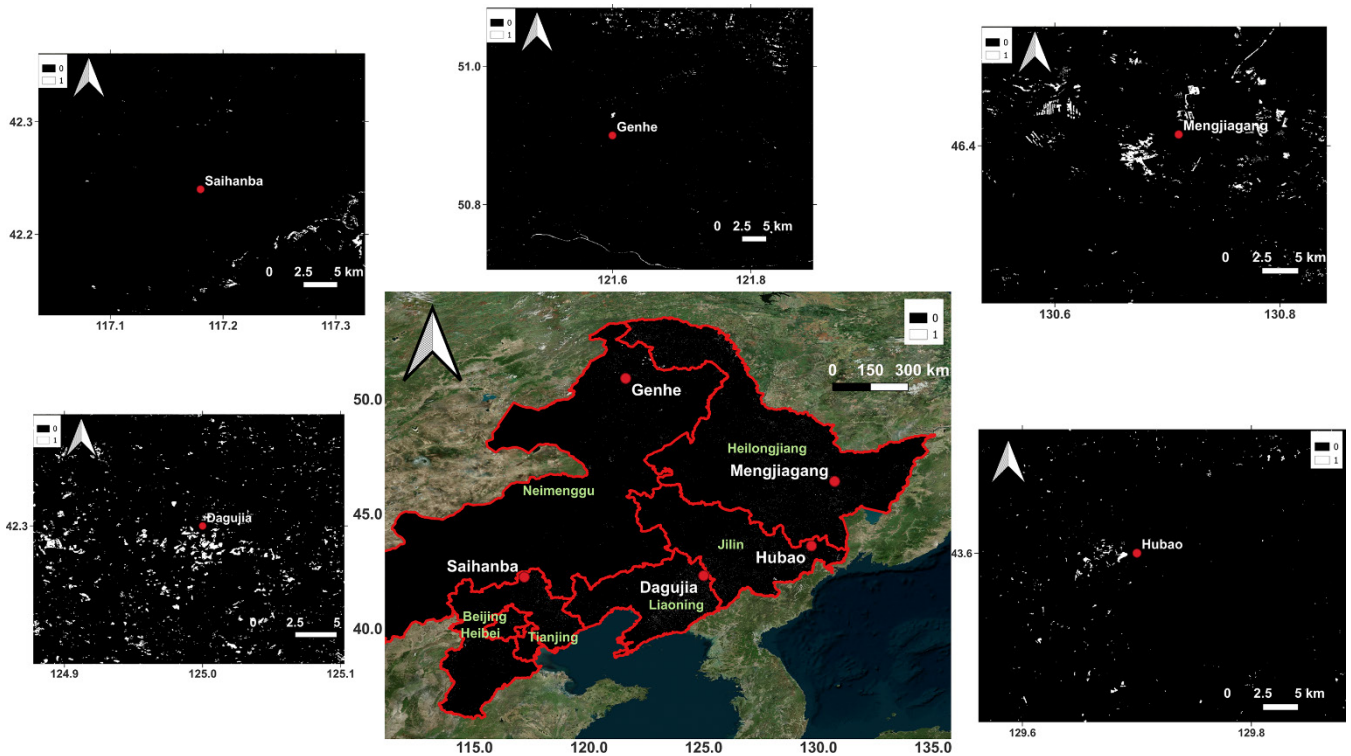 0
1
42.3
Saihanba
42.2
0 2.5 5 km
117.1 117.2 117.3
0
1
51.0
Genhe
50.8
0 2.5 5 km
121.6 121.8
0
1
Mengjiagang
46.4
0 2.5 5 km
130.6 130.8
0
1
0 150 300 km
50.0
Genhe
Heilongjiang
Mengjiagang
Neimenggu
45.0
Jilin
Hubao
Saihanba
Dagujia
Liaoning
Beijing
Heibei
Tianjing
40.0
115.0 120.0 125.0 130.0 135.0
0
1
42.3
Dagujia
0 2.5 5 km
124.9 125.0 125.1
0
1
Hubao
43.6
0 2.5 5 km
129.6 129.8